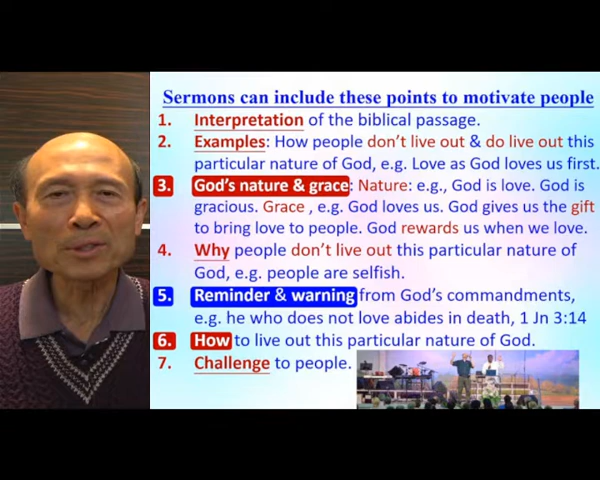 Sermons can include these points to motivate people
1. Interpretation of the biblical passage.
2. Examples: How people don't live out & do live out this
particular nature of God, e.g. Love as God loves us first.
3. God's nature & grace: Nature: e.g., God is love. God is
gracious. Grace , e.g. God loves us. God gives us the gift
to bring love to people. God rewards us when we love.
4. Why people don't live out this particular nature of
God, e.g. people are selfish.
5. Reminder & warning from God's commandments,
e.g. he who does not love abides in death, 1 Jn 3:14
6. How to live out this particular nature of God.
7. Challenge to people.